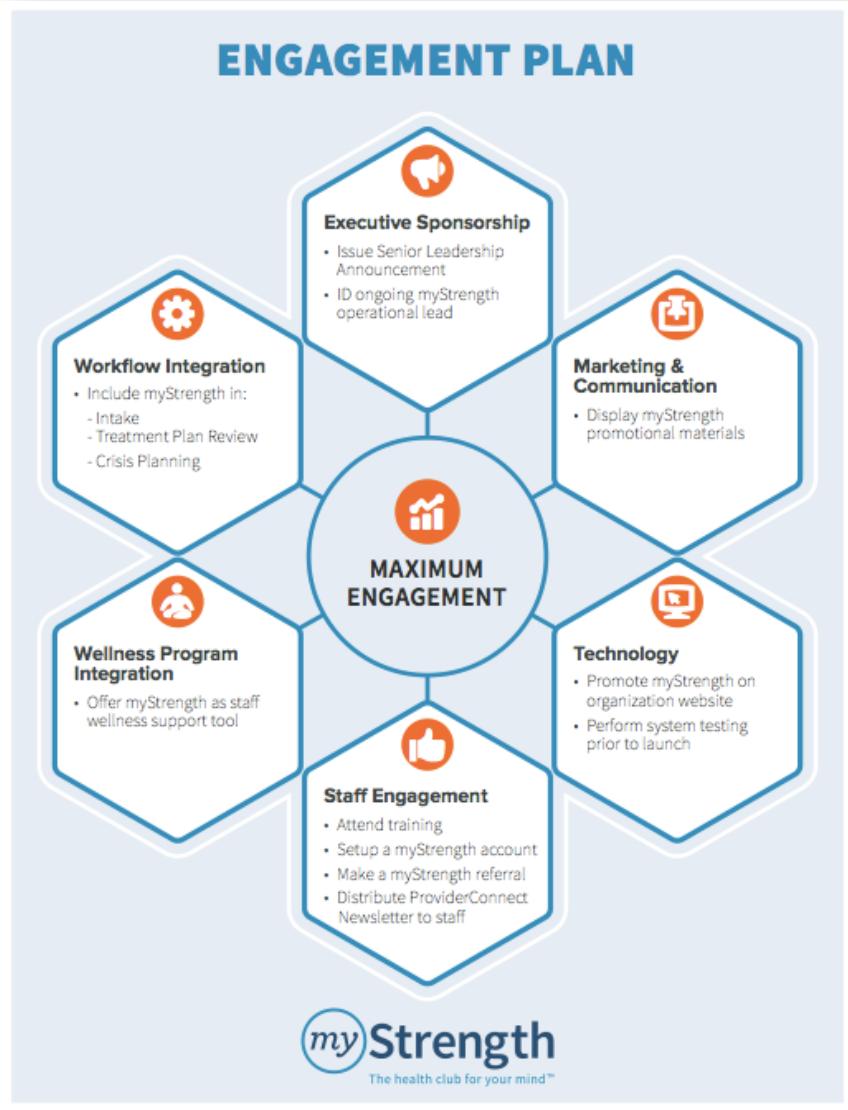 ENGAGEMENT PLAN
Executive Sponsorship
• Issue Senior Leadership
Announcement
• ID ongoing myStrength
operational lead
Workflow Integration
• Include myStrength in:
- Intake
- Treatment Plan Review
- Crisis Planning
Marketing &
Communication
• Display myStrength
promotional materials
MAXIMUM
ENGAGEMENT
Wellness Program
Integration
• Offer myStrength as staff
wellness support tool
Technology
• Promote myStrength on
organization website
• Perform system testing
prior to launch
Staff Engagement
• Attend training
• Setup a myStrength account
• Make a myStrength referral
• Distribute ProviderConnect
Newsletter to staff
myStrength
The health club for your mind™